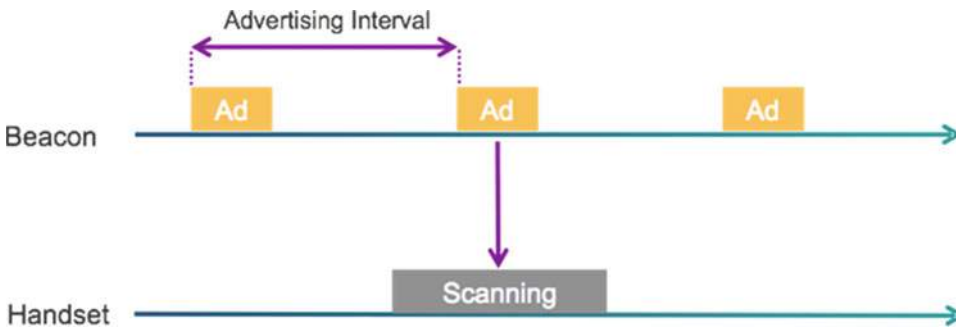 Advertising Interval
Ad Ad Ad
Beacon
Scanning
Handset